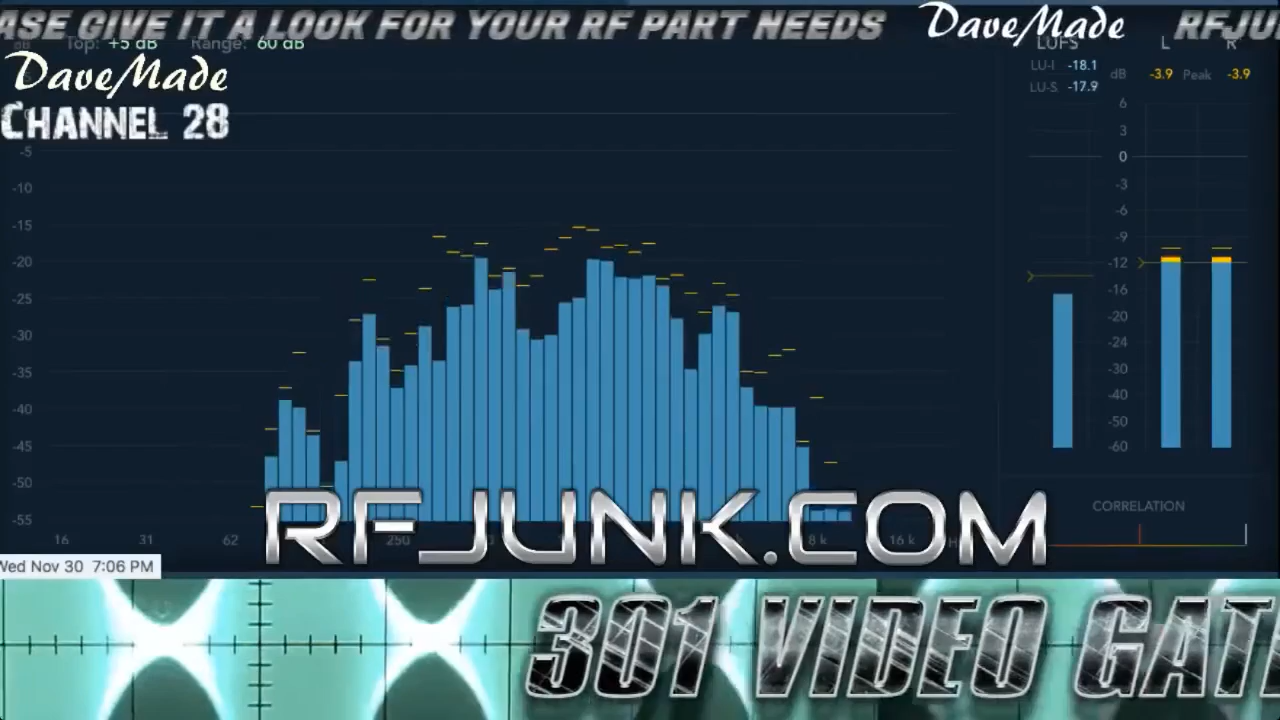 ASE GIVE IT A LOOK FOR YOUR RF PART NEEDS DaveMade RFJU
Top: +5 dB Range: 60 dB
DaveMade
CHANNEL 28
LUFS L R
LU-I -18.1
dB -3.9 Peak -3.9
LU-S -17.9
6
3
0
-3
-6
-9
-12
-16
-20
-24
-30
-40
-50
-60
-5
-10
-15
-20
-25
-30
-35
-40
-45
-50
-55
CORRELATION
RFJUNK.COM
16 31 62 250 8 k 16 k
Wed Nov 30 7:06 PM
301 VIDEO GAT